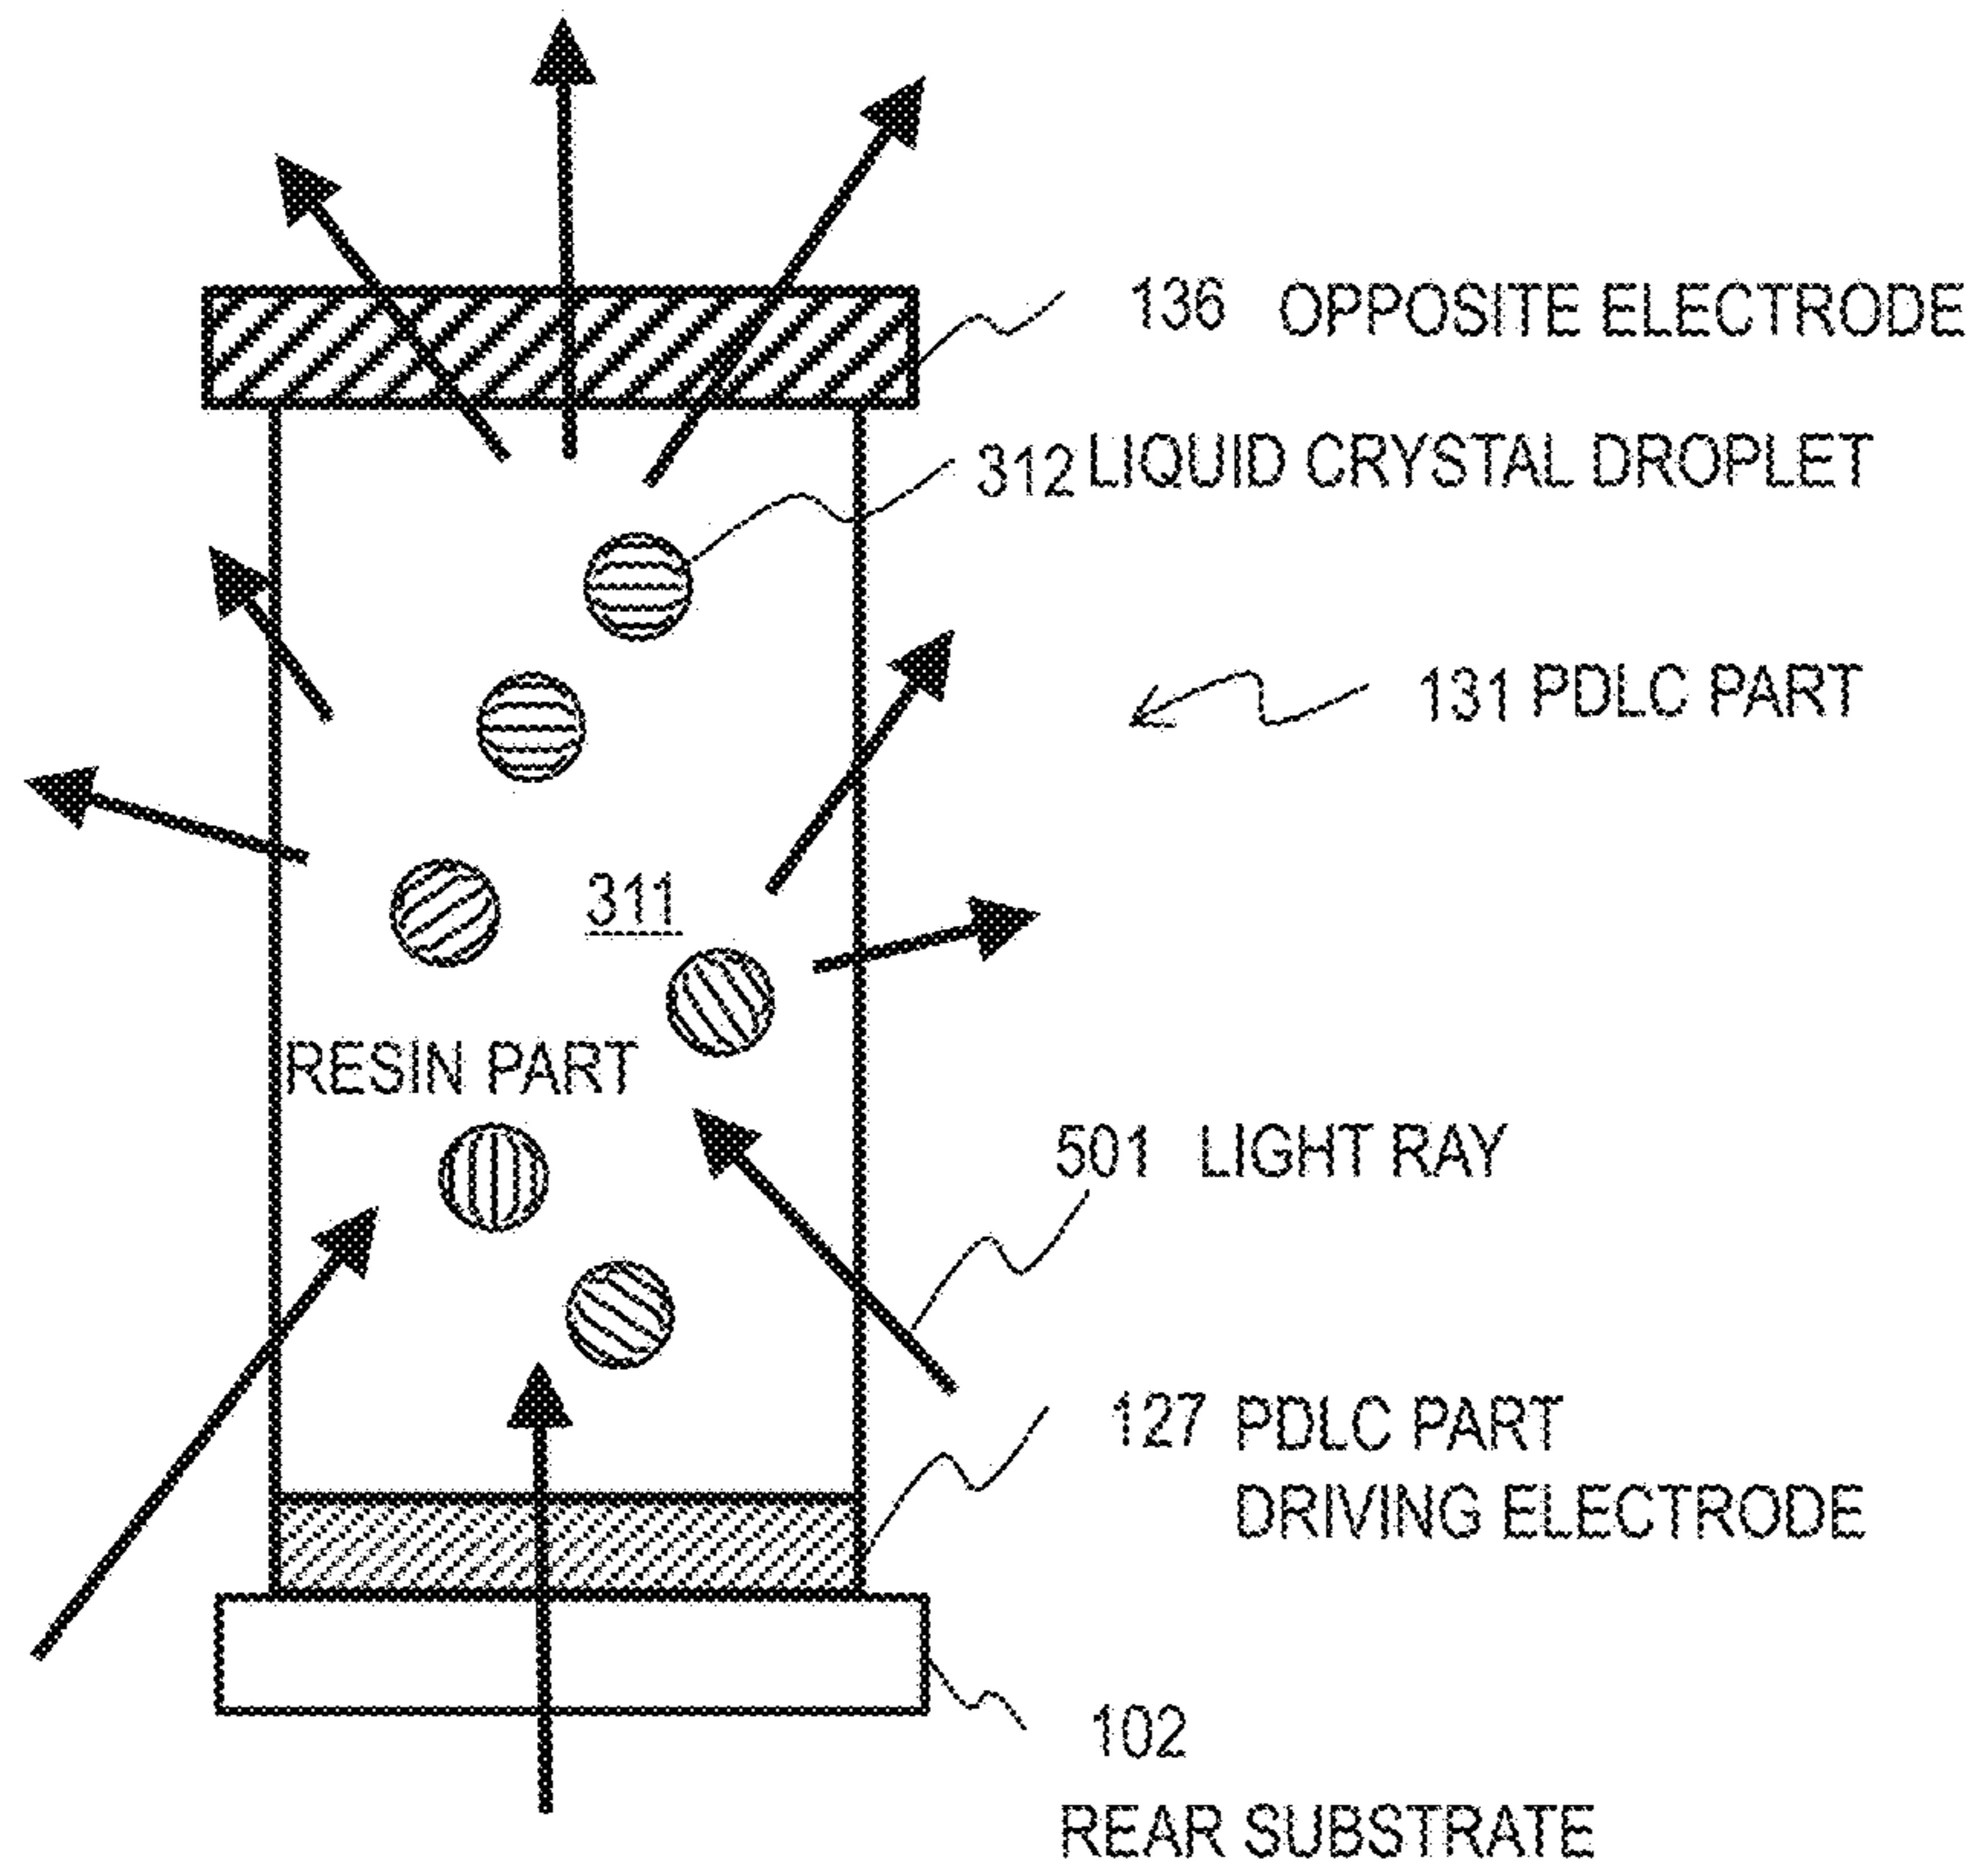 136 OPPOSITE ELECTRODE
312 LIQUID CRYSTAL DROPLET
131 PDLC PART
311
RESIN PART
501 LIGHT RAY
127 PDLC PART
DRIVING ELECTRODE
102
REAR SUBSTRATE